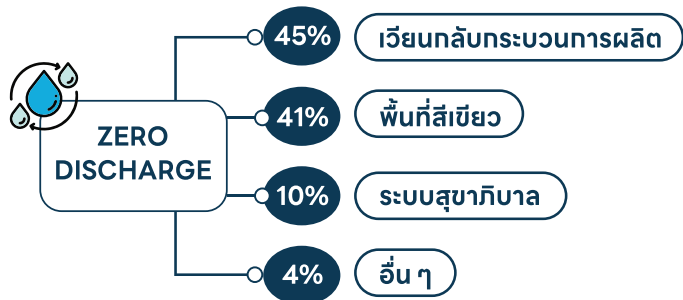 45% เวียนกลับกระบวนการผลิต
41% พื้นที่สีเขียว
ZERO
DISCHARGE
10% ระบบสุขาภิบาล
4% อื่น ๆ